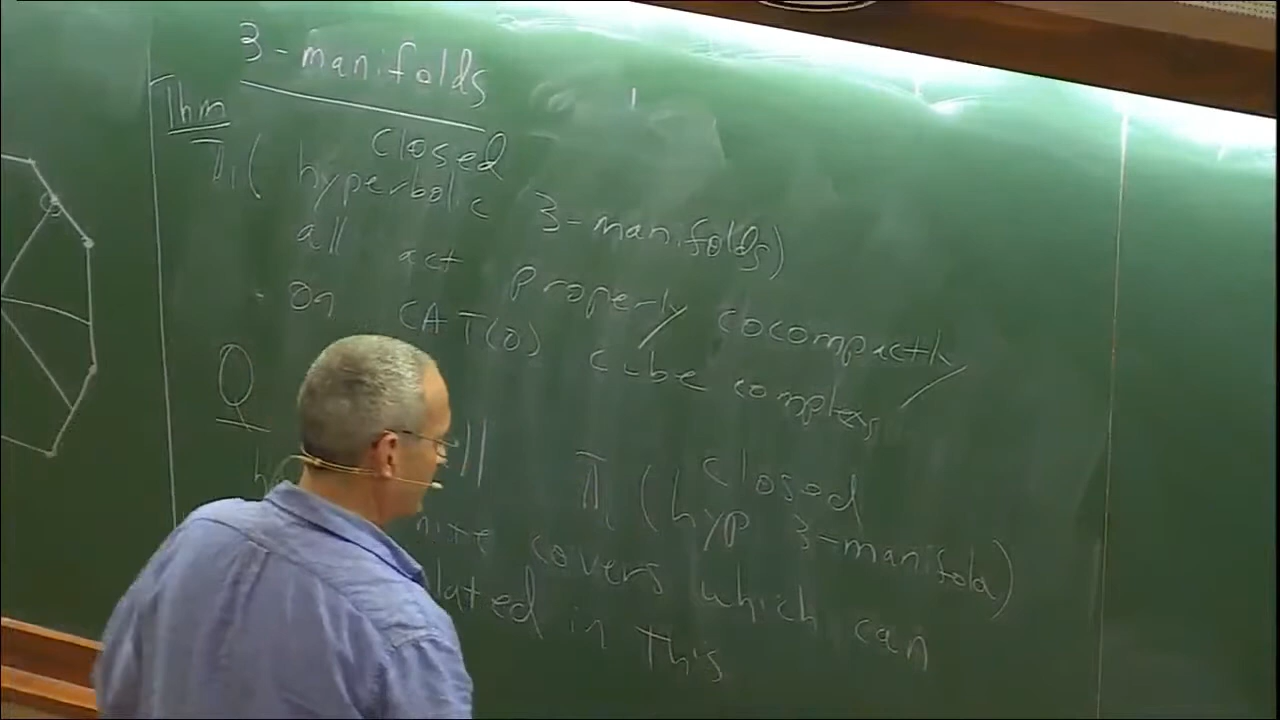 3-manifolds
Thm
closed
π₁( hyperbolic 3-manifolds)
all act properly cocompactly
on CAT(0) cube complexes
Q all π₁ (closed
hyp 3-manifold)
covers which can
in this